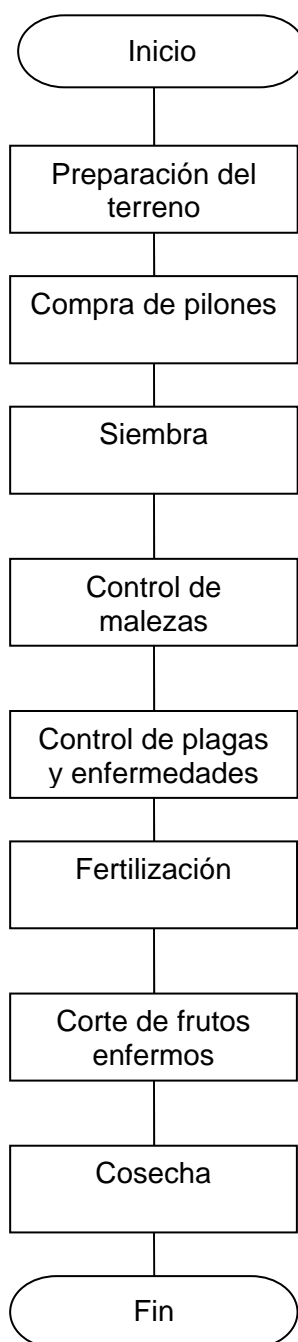 Inicio
Preparación del
terreno
Compra de pilones
Siembra
Control de
malezas
Control de plagas
y enfermedades
Fertilización
Corte de frutos
enfermos
Cosecha
Fin